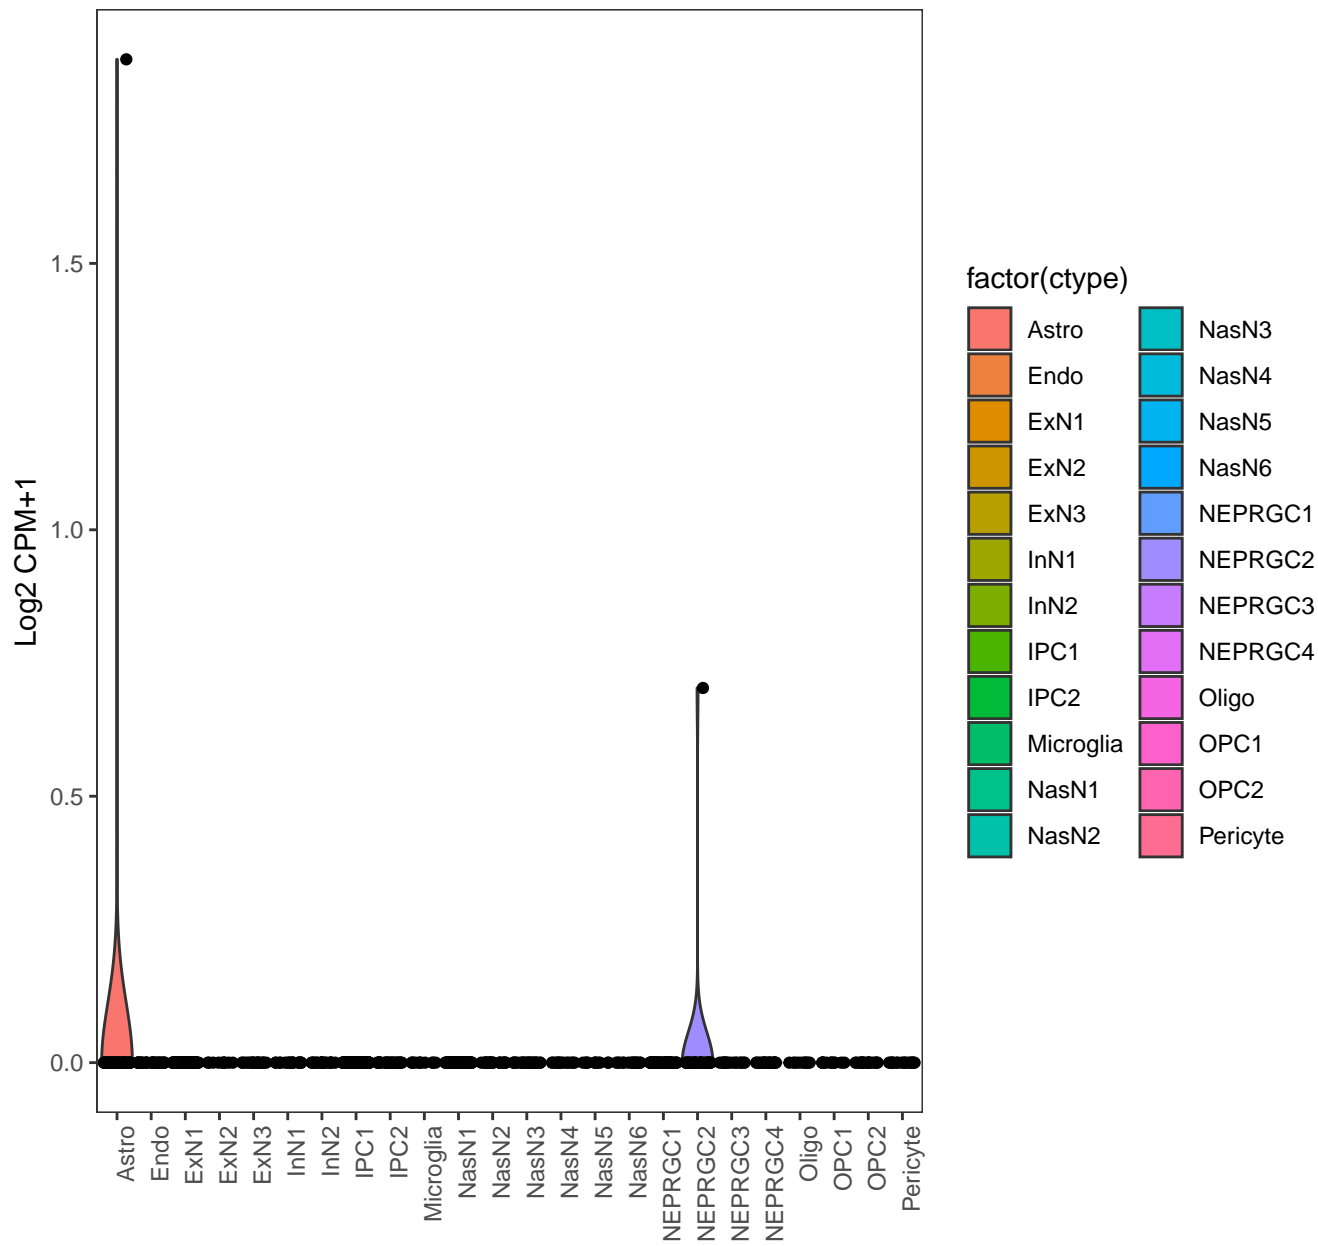 Log2 CPM+1
1.5
1.0
0.5
0.0
Astro
Endo
ExN1
ExN2
ExN3
InN1
InN2
IPC1
IPC2
Microglia
NasN1
NasN2
NasN3
NasN4
NasN5
NasN6
NEPRGC1
NEPRGC2
NEPRGC3
NEPRGC4
Oligo
OPC1
OPC2
Pericyte
factor(ctype)
Astro
Endo
ExN1
ExN2
ExN3
InN1
InN2
IPC1
IPC2
Microglia
NasN1
NasN2
NasN3
NasN4
NasN5
NasN6
NEPRGC1
NEPRGC2
NEPRGC3
NEPRGC4
Oligo
OPC1
OPC2
Pericyte